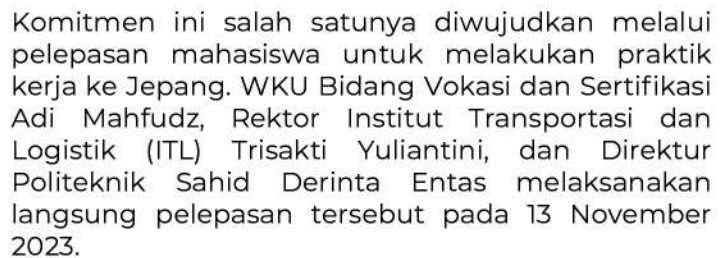 Komitmen ini salah satunya diwujudkan melalui
pelepasan mahasiswa untuk melakukan praktik
kerja ke Jepang. WKU Bidang Vokasi dan Sertifikasi
Adi Mahfudz, Rektor Institut Transportasi dan
Logistik (ITL) Trisakti Yuliantini, dan Direktur
Politeknik Sahid Derinta Entas melaksanakan
langsung pelepasan tersebut pada 13 November
2023.